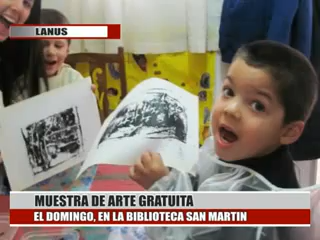 LANUS
MUESTRA DE ARTE GRATUITA
EL DOMINGO, EN LA BIBLIOTECA SAN MARTIN